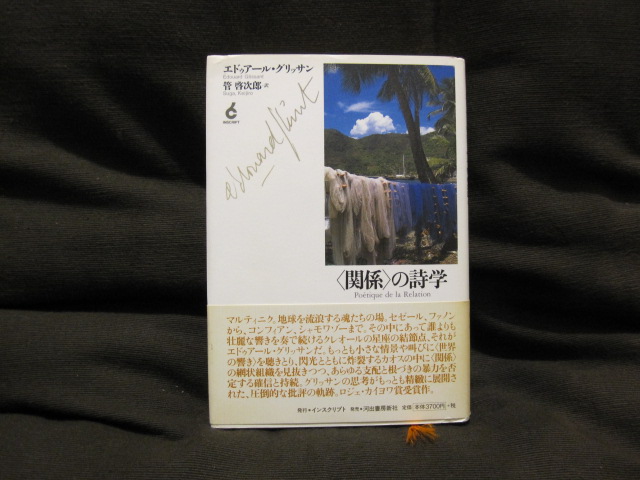 エドゥアール・グリッサン
Édouard Glissant
管 啓次郎 訳
Suga, Keijiro
INSCRIPT
édouard glissant
〈関係〉の詩学
Poétique de la Relation
マルティニク。地球を流浪する魂たちの場。セゼール、ファノン
から、コンフィアン、シャモワゾーまで。その中にあって誰よりも
壮麗な響きを奏で続けるクレオールの星座の結節点、それが
エドゥアール・グリッサンだ。もっとも小さな情景や叫びに〈世界
の響き〉を聴きとり、閃光とともに炸裂するカオスの中に〈関係〉
の網状組織を見抜きつつ、あらゆる支配と根づきの暴力を否
定する確信と持続。グリッサンの思考がもっとも精緻に展開さ
れた、圧倒的な批評の軌跡。ロジェ・カイヨワ賞受賞作。
発行・インスクリプト 発売・河出書房新社 定価(本体3700円+税)